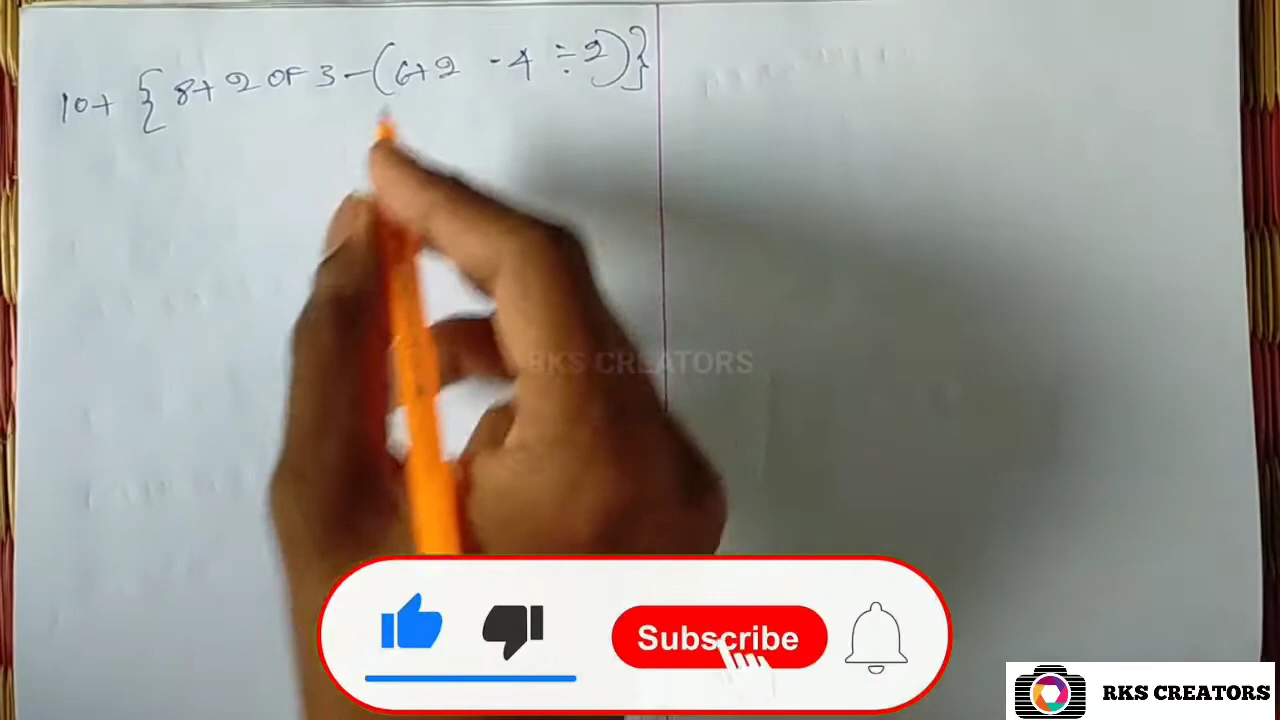 10+ { 8+2 OF 3-(6+2 -4 ÷2)}
RKS CREATORS
Subscribe
RKS CREATORS